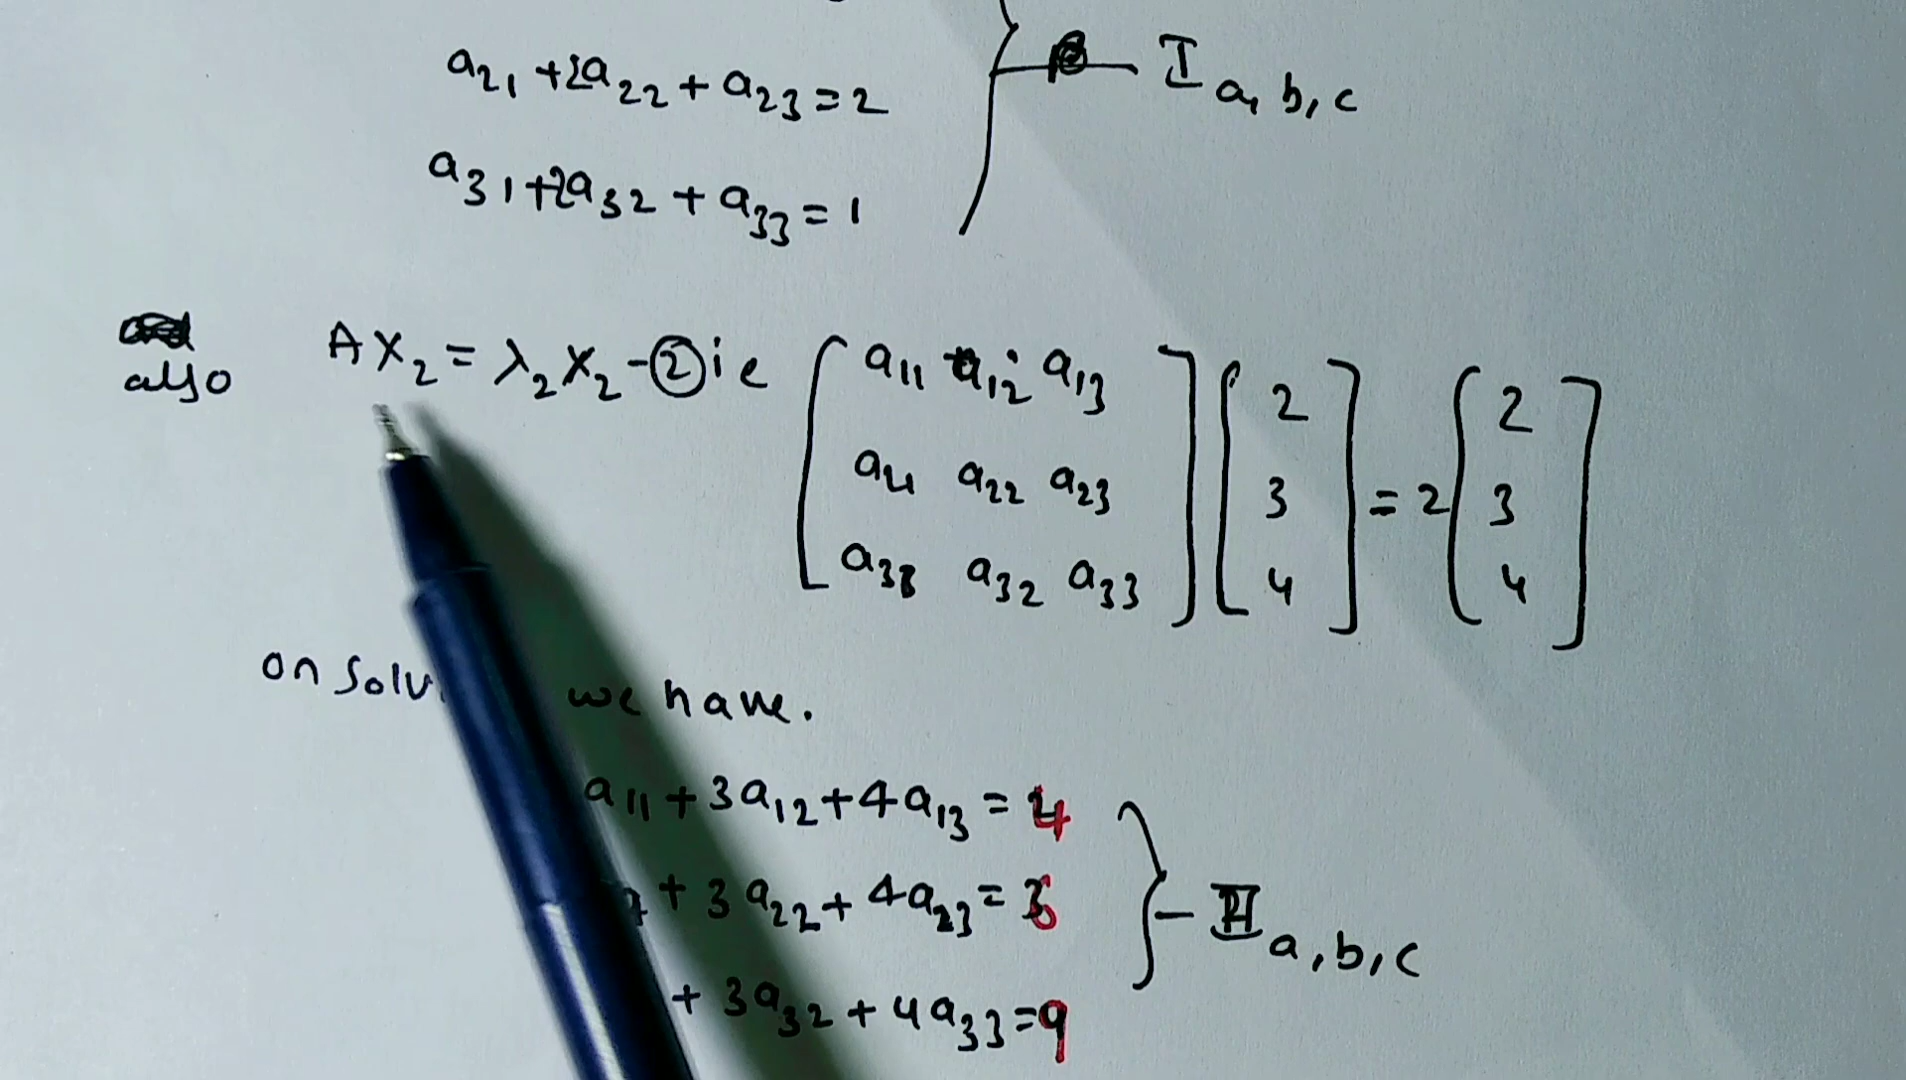 a21 + 2a22 + a23 = 2
I a, b, c
a31 + 2a32 + a33 = 1
also AX2 = λ2X2 - ② ie [a11 a12 a13] [2] = 2 [2]
a21 a22 a23 3 3
a38 a32 a33 4 4
on solv we have.
a11 + 3a12 + 4a13 = 4
+ 3a22 + 4a23 = 6
II a, b, c
+ 3a32 + 4a33 = 9